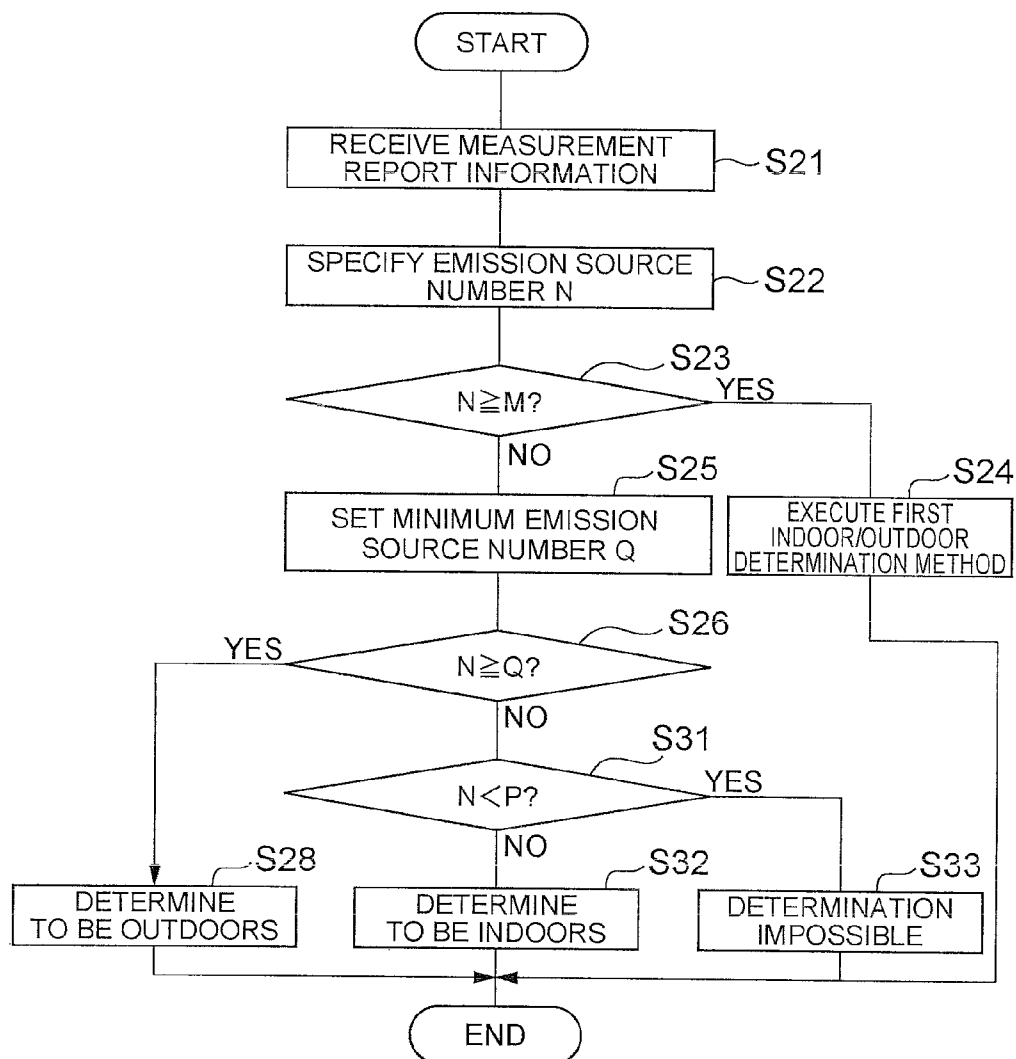 START
RECEIVE MEASUREMENT
REPORT INFORMATION
S21
SPECIFY EMISSION SOURCE
NUMBER N
S22
S23
N≧M?
YES
NO
S25
SET MINIMUM EMISSION
SOURCE NUMBER Q
S24
EXECUTE FIRST
INDOOR/OUTDOOR
DETERMINATION METHOD
S26
YES
N≧Q?
NO
S31
N<P?
YES
NO
S28
DETERMINE
TO BE OUTDOORS
S32
DETERMINE
TO BE INDOORS
S33
DETERMINATION
IMPOSSIBLE
END